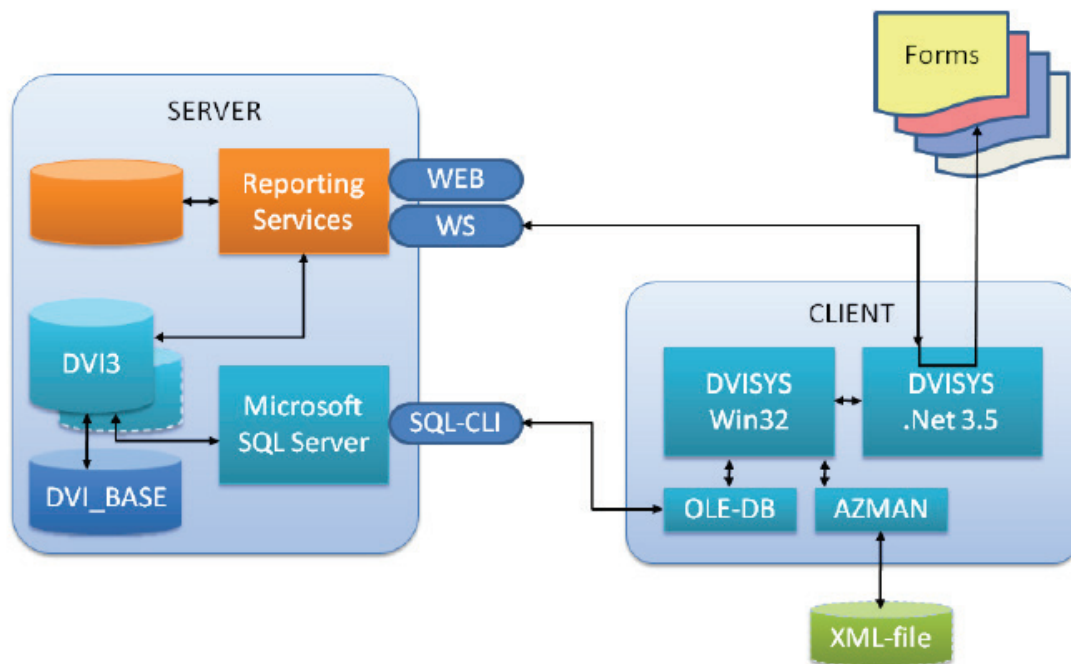 Forms
SERVER
Reporting
Services
WEB
WS
DVI3
Microsoft
SQL Server
SQL-CLI
DVI_BASE
CLIENT
DVISYS
Win32
DVISYS
.Net 3.5
OLE-DB
AZMAN
XML-file